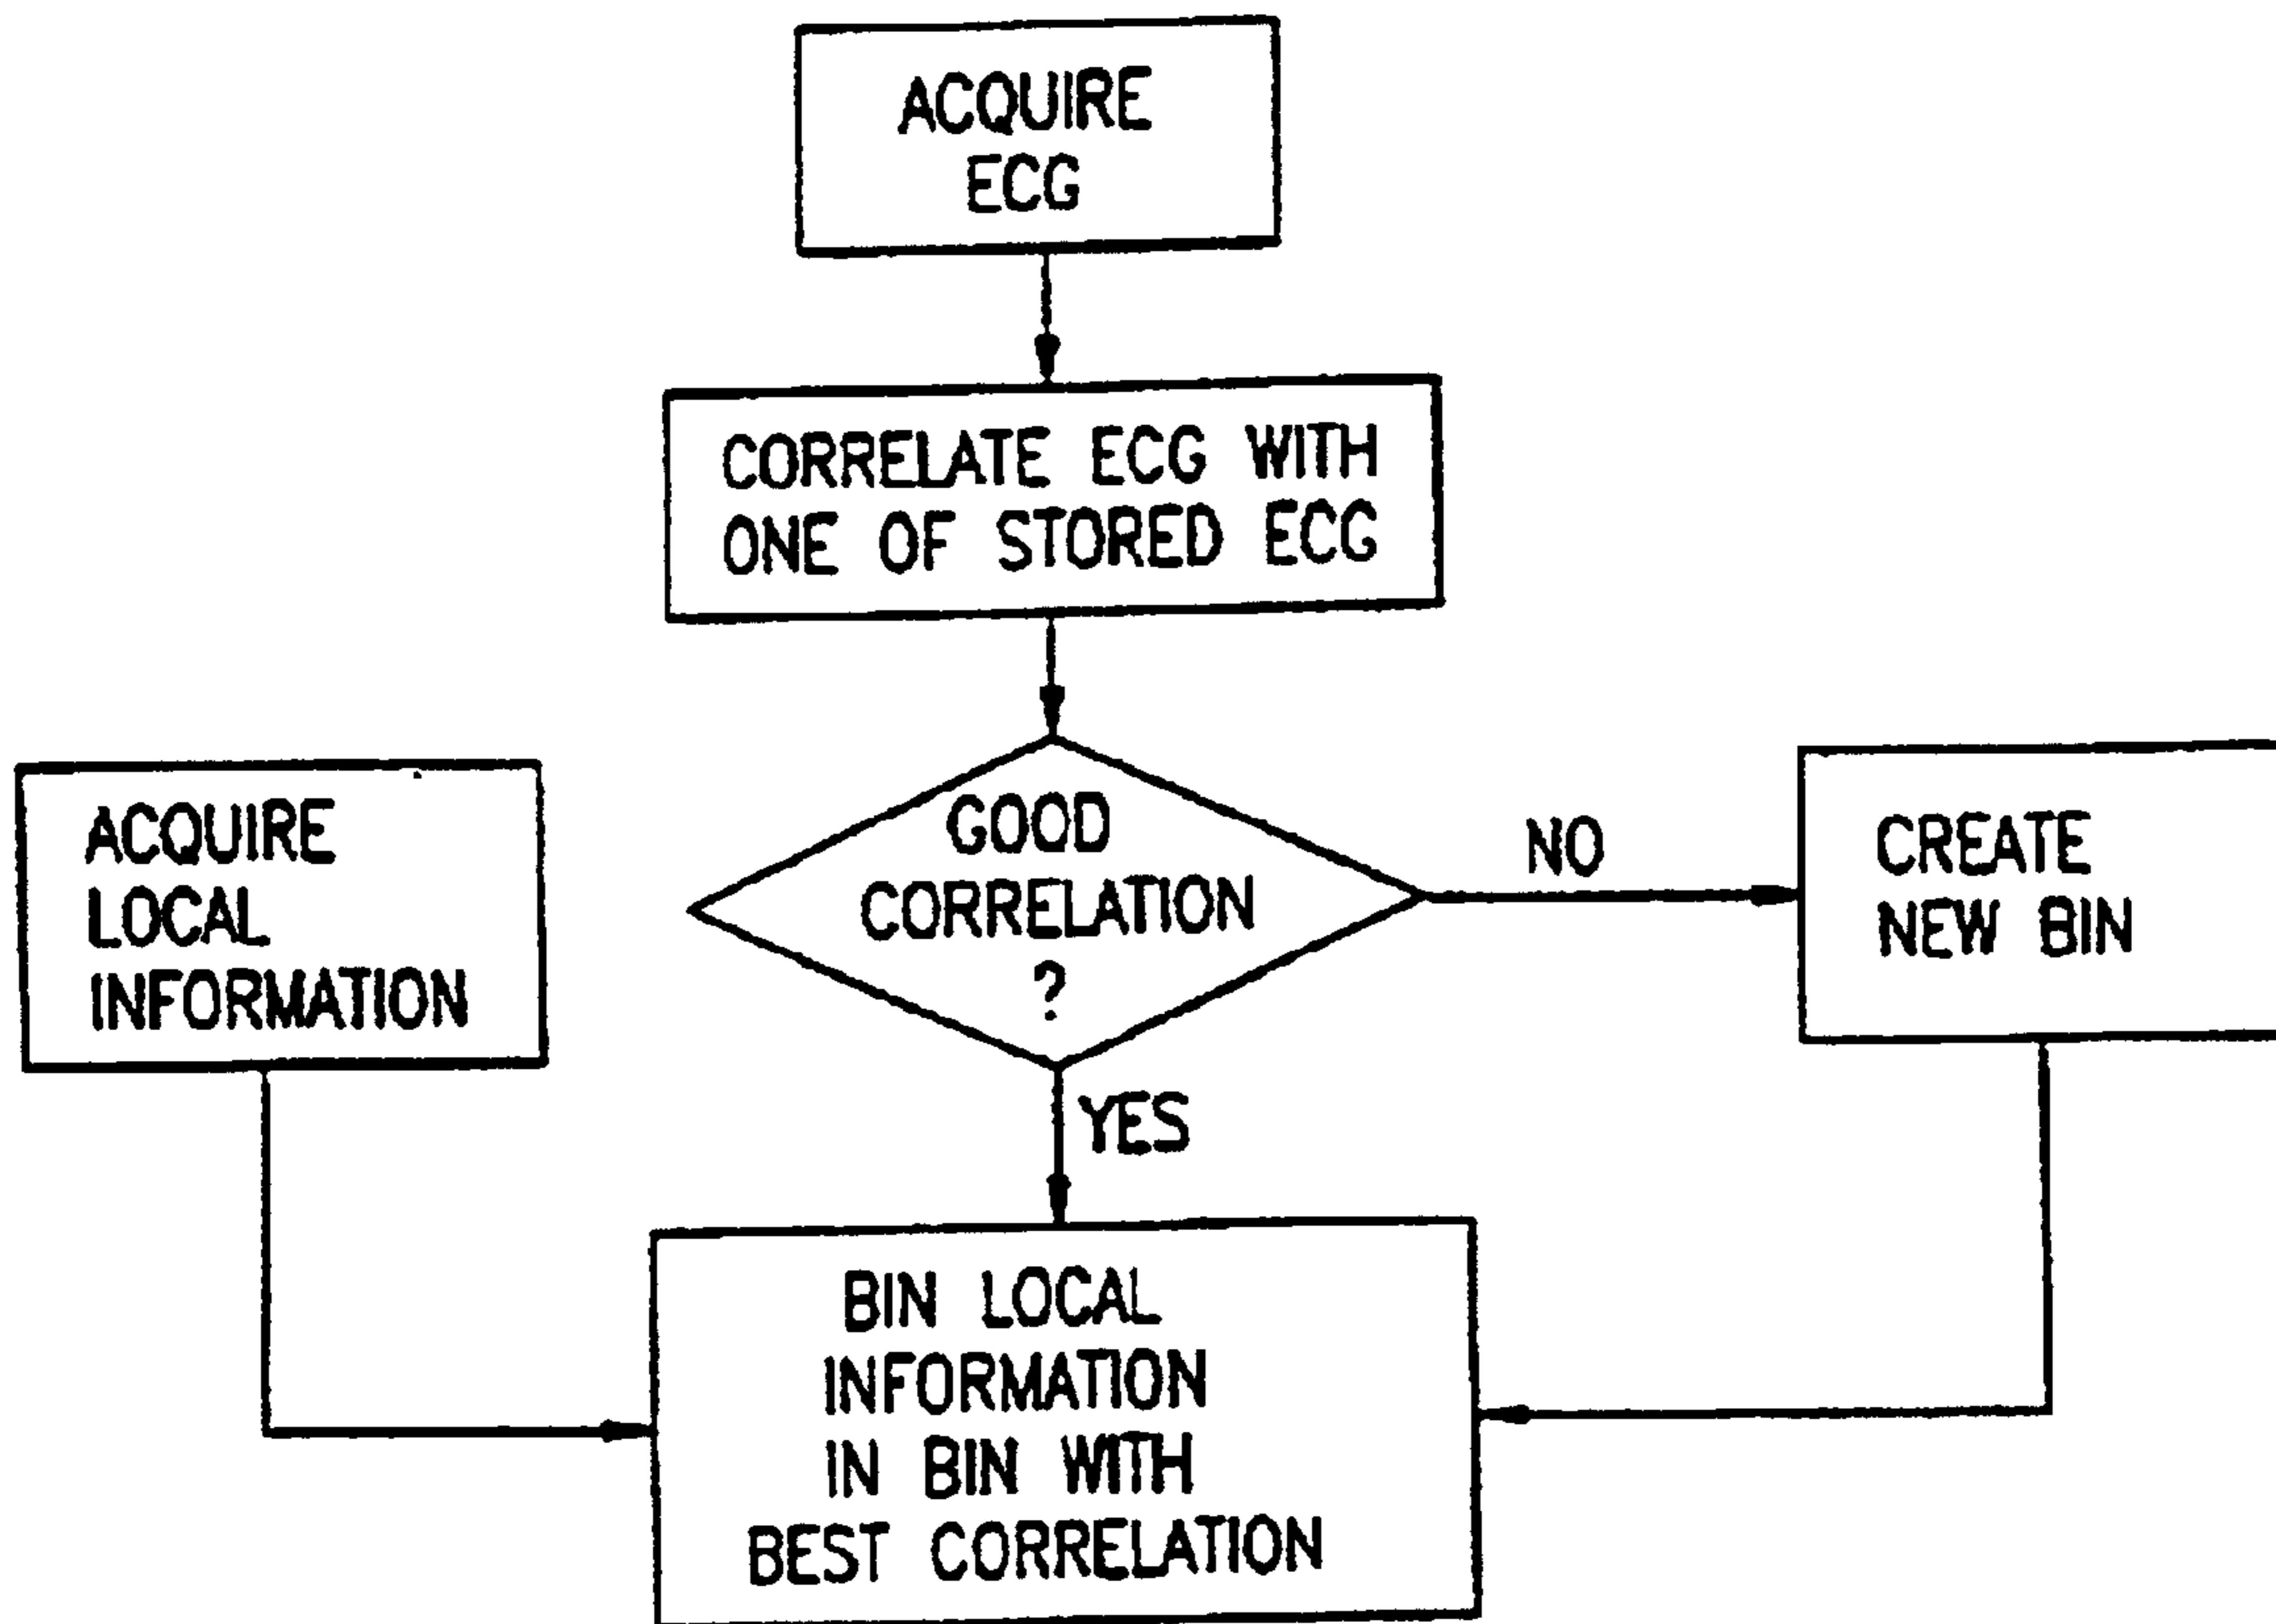 ACQUIRE
ECG
CORRELATE ECG WITH
ONE OF STORED ECG
ACQUIRE
LOCAL
INFORMATION
GOOD
CORRELATION
?
NO
CREATE
NEW BIN
YES
BIN LOCAL
INFORMATION
IN BIN WITH
BEST CORRELATION